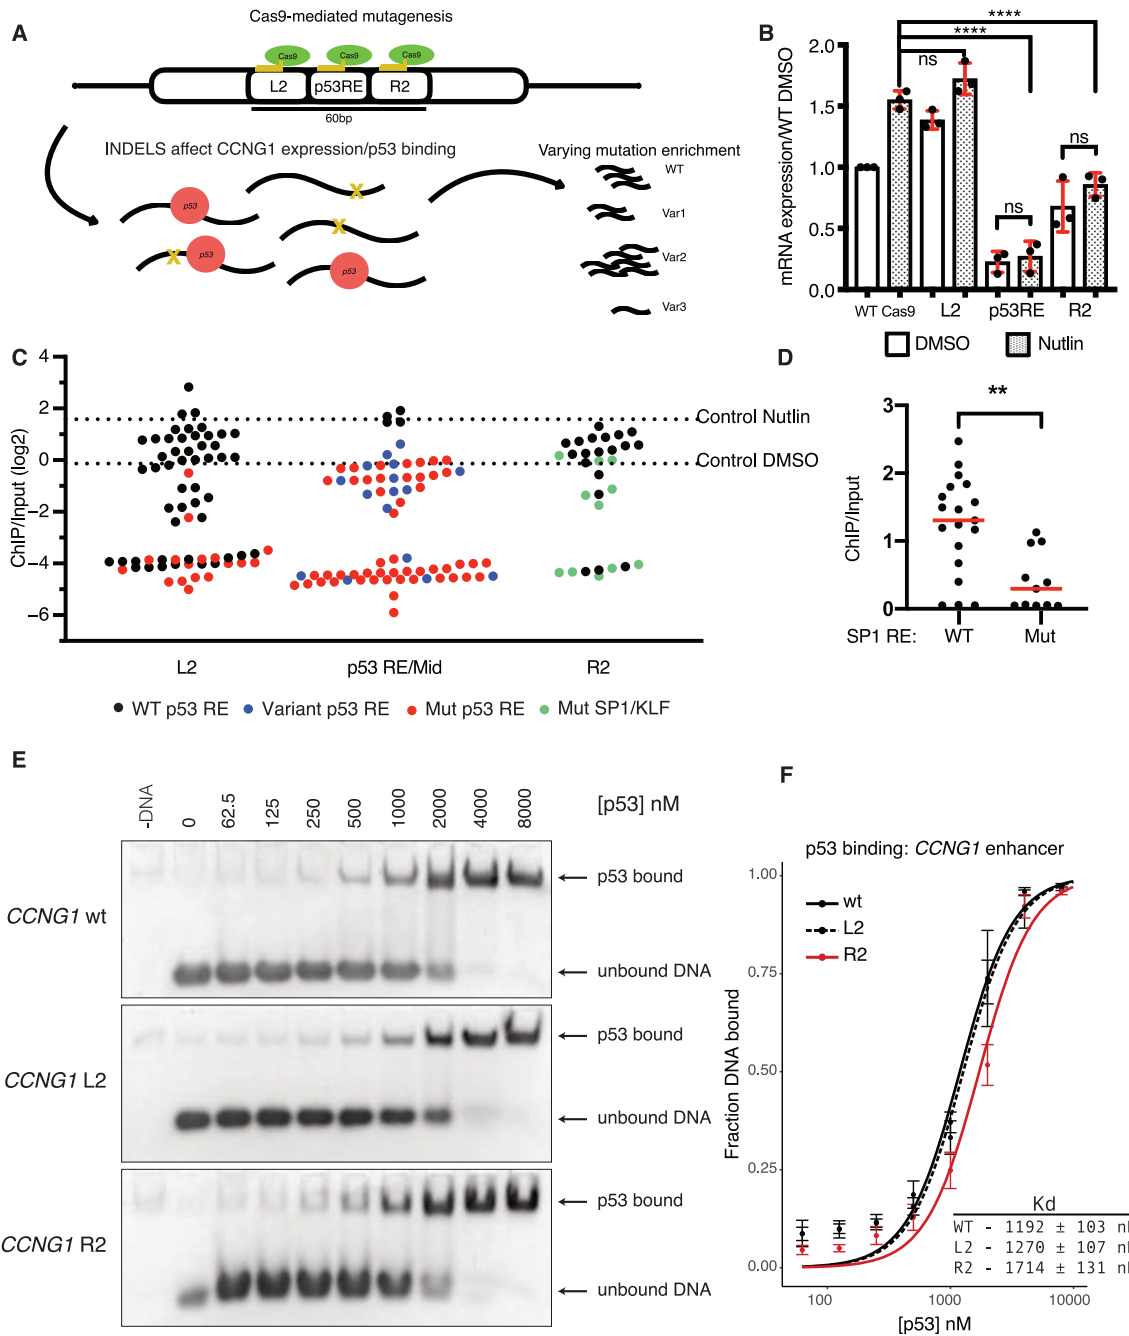 A
Cas9-mediated mutagenesis
Cas9
Cas9
Cas9
L2
p53RE
R2
60bp
INDELS affect CCNG1 expression/p53 binding
Varying mutation enrichment
WT
Var1
Var2
Var3
p53
X
X
X
p53
p53
B
mRNA expression/WT DMSO
2.0
1.5
1.0
0.5
0.0
****
****
ns
ns
ns
WT Cas9
L2
p53RE
R2
DMSO
Nutlin
C
ChIP/Input (log2)
4
2
0
−2
−4
−6
Control Nutlin
Control DMSO
L2
p53 RE/Mid
R2
WT p53 RE
Variant p53 RE
Mut p53 RE
Mut SP1/KLF
D
ChIP/Input
3
2
1
0
**
SP1 RE:
WT
Mut
E
-DNA
0
62.5
125
250
500
1000
2000
4000
8000
[p53] nM
CCNG1 wt
p53 bound
unbound DNA
CCNG1 L2
p53 bound
unbound DNA
CCNG1 R2
p53 bound
unbound DNA
F
p53 binding: CCNG1 enhancer
Fraction DNA bound
1.00
0.75
0.50
0.25
0.00
wt
L2
R2
Kd
WT - 1192 ± 103
L2 - 1270 ± 107
R2 - 1714 ± 131
100
1000
10000
[p53] nM